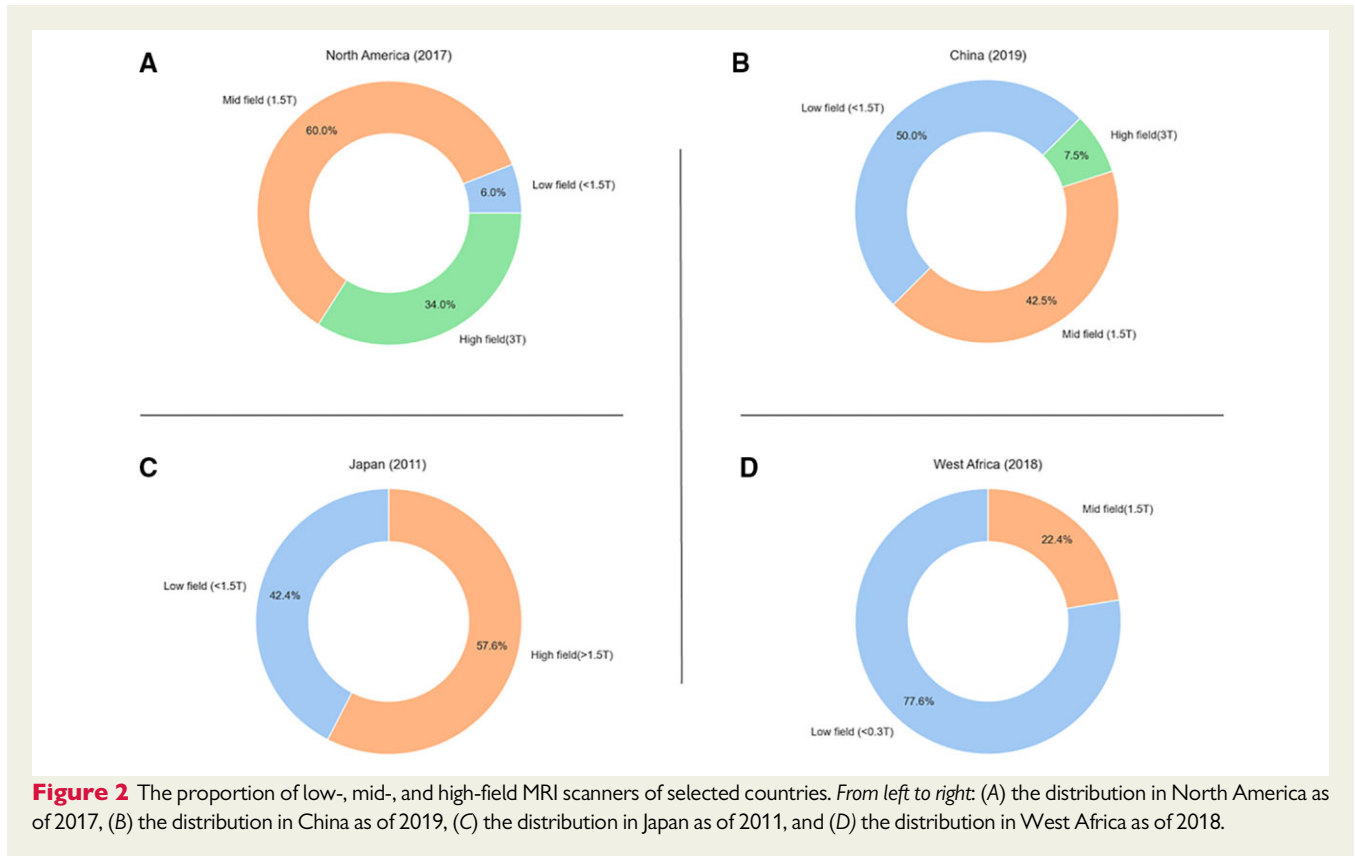 A
North America (2017)
Mid field (1.5T)
60.0%
Low field (<1.5T)
6.0%
34.0%
High field(3T)
B
China (2019)
Low field (<1.5T)
50.0%
High field(3T)
7.5%
42.5%
Mid field (1.5T)
C
Japan (2011)
Low field (<1.5T)
42.4%
57.6%
High field(>1.5T)
D
West Africa (2018)
Mid field(1.5T)
22.4%
77.6%
Low field (<0.3T)
Figure 2 The proportion of low-, mid-, and high-field MRI scanners of selected countries. From left to right: (A) the distribution in North America as
of 2017, (B) the distribution in China as of 2019, (C) the distribution in Japan as of 2011, and (D) the distribution in West Africa as of 2018.